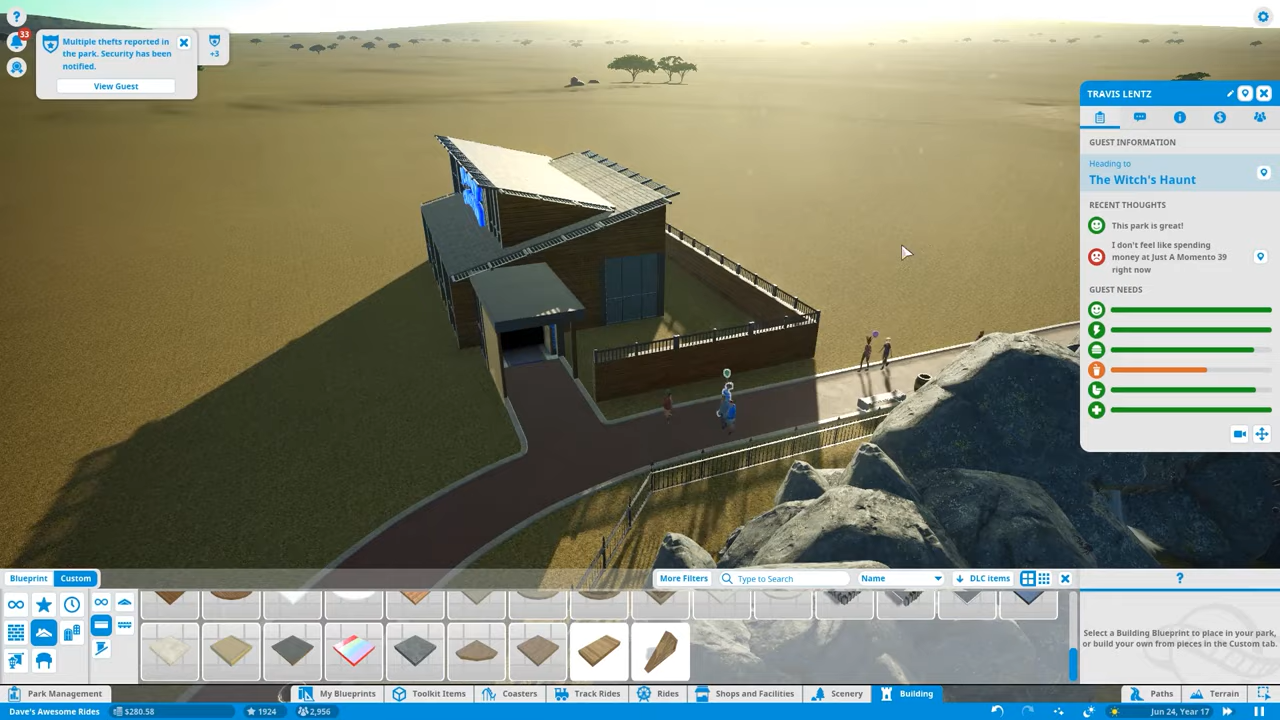 ?
33
Multiple thefts reported in
the park. Security has been
notified.
View Guest
+3
TRAVIS LENTZ
GUEST INFORMATION
Heading to
The Witch's Haunt
RECENT THOUGHTS
This park is great!
I don't feel like spending
money at Just A Momento 39
right now
GUEST NEEDS
Blueprint
Custom
More Filters
Type to Search
Name
DLC items
?
Select a Building Blueprint to place in your park,
or build your own from pieces in the Custom tab.
Park Management
My Blueprints
Toolkit Items
Coasters
Track Rides
Rides
Shops and Facilities
Scenery
Building
Paths
Terrain
Dave's Awesome Rides
$280.58
1924
2,956
Jun 24, Year 17